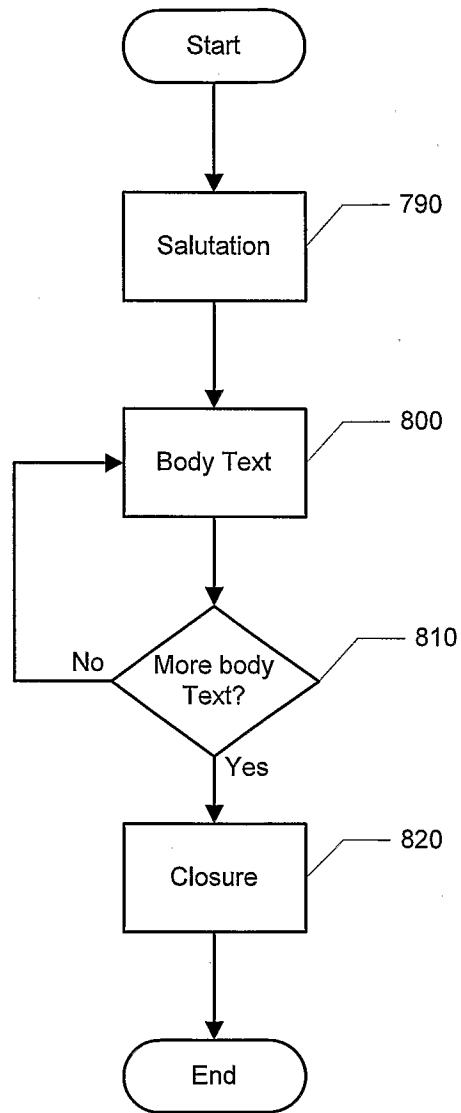 Start
790
Salutation
800
Body Text
810
No
More body
Text?
Yes
820
Closure
End